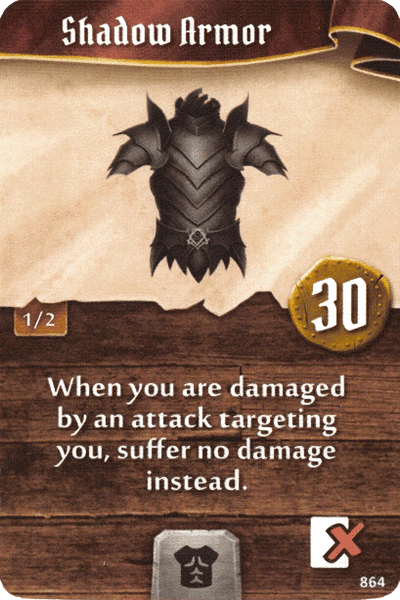 Shadow Armor
1/2
30
When you are damaged
by an attack targeting
you, suffer no damage
instead.
864